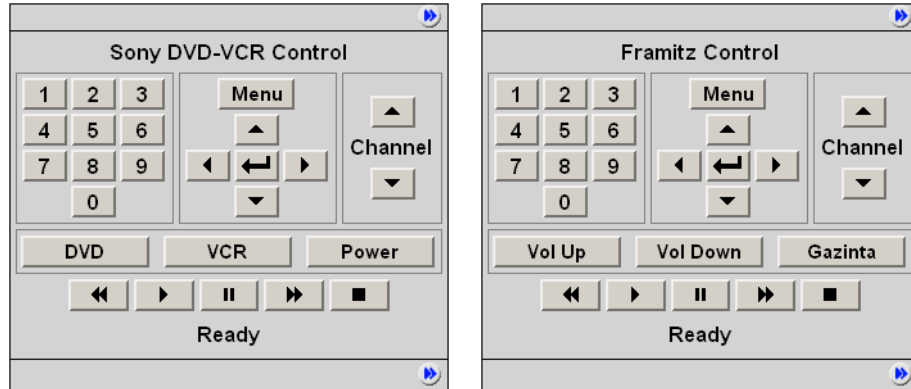 Sony DVD-VCR Control
1 2 3 Menu
4 5 6
Channel
7 8 9
0
DVD VCR Power
Ready
Framitz Control
1 2 3 Menu
4 5 6
Channel
7 8 9
0
Vol Up Vol Down Gazinta
Ready